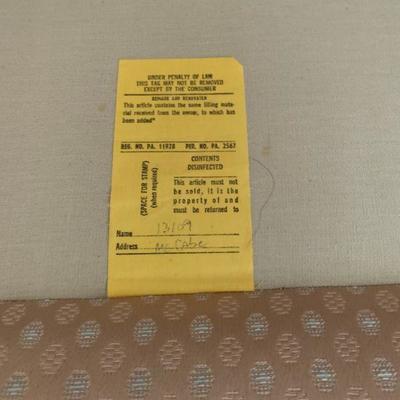 UNDER PENALTY OF LAW
THIS TAG MAY NOT BE REMOVED
EXCEPT BY THE CONSUMER
REMADE AND RENOVATED
This article contains the same filling mate-
rial received from the owner, to which has
been added"
REG. NO. PA. 11928 PER. NO. PA. 2567
(SPACE FOR STAMP)
(when required)
CONTENTS
DISINFECTED
This article must not
be sold, it is the
property of and
must be returned to
Name 13109
Address McCabe